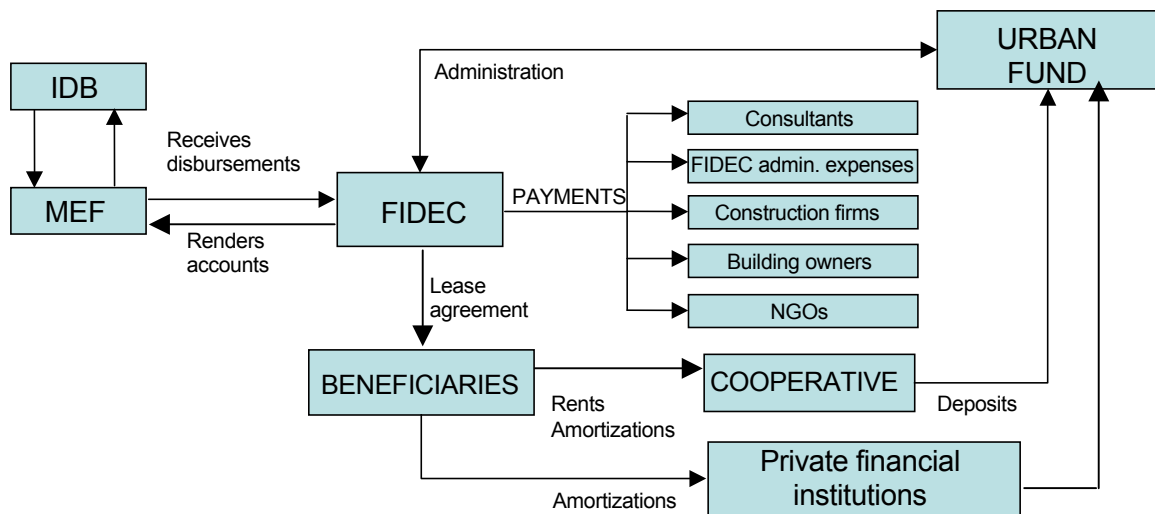 URBAN
FUND
Administration
IDB
Consultants
Receives
disbursements
FIDEC admin. expenses
MEF
FIDEC
PAYMENTS
Construction firms
Renders
accounts
Building owners
Lease
agreement
NGOs
BENEFICIARIES
COOPERATIVE
Rents
Amortizations
Deposits
Private financial
institutions
Amortizations